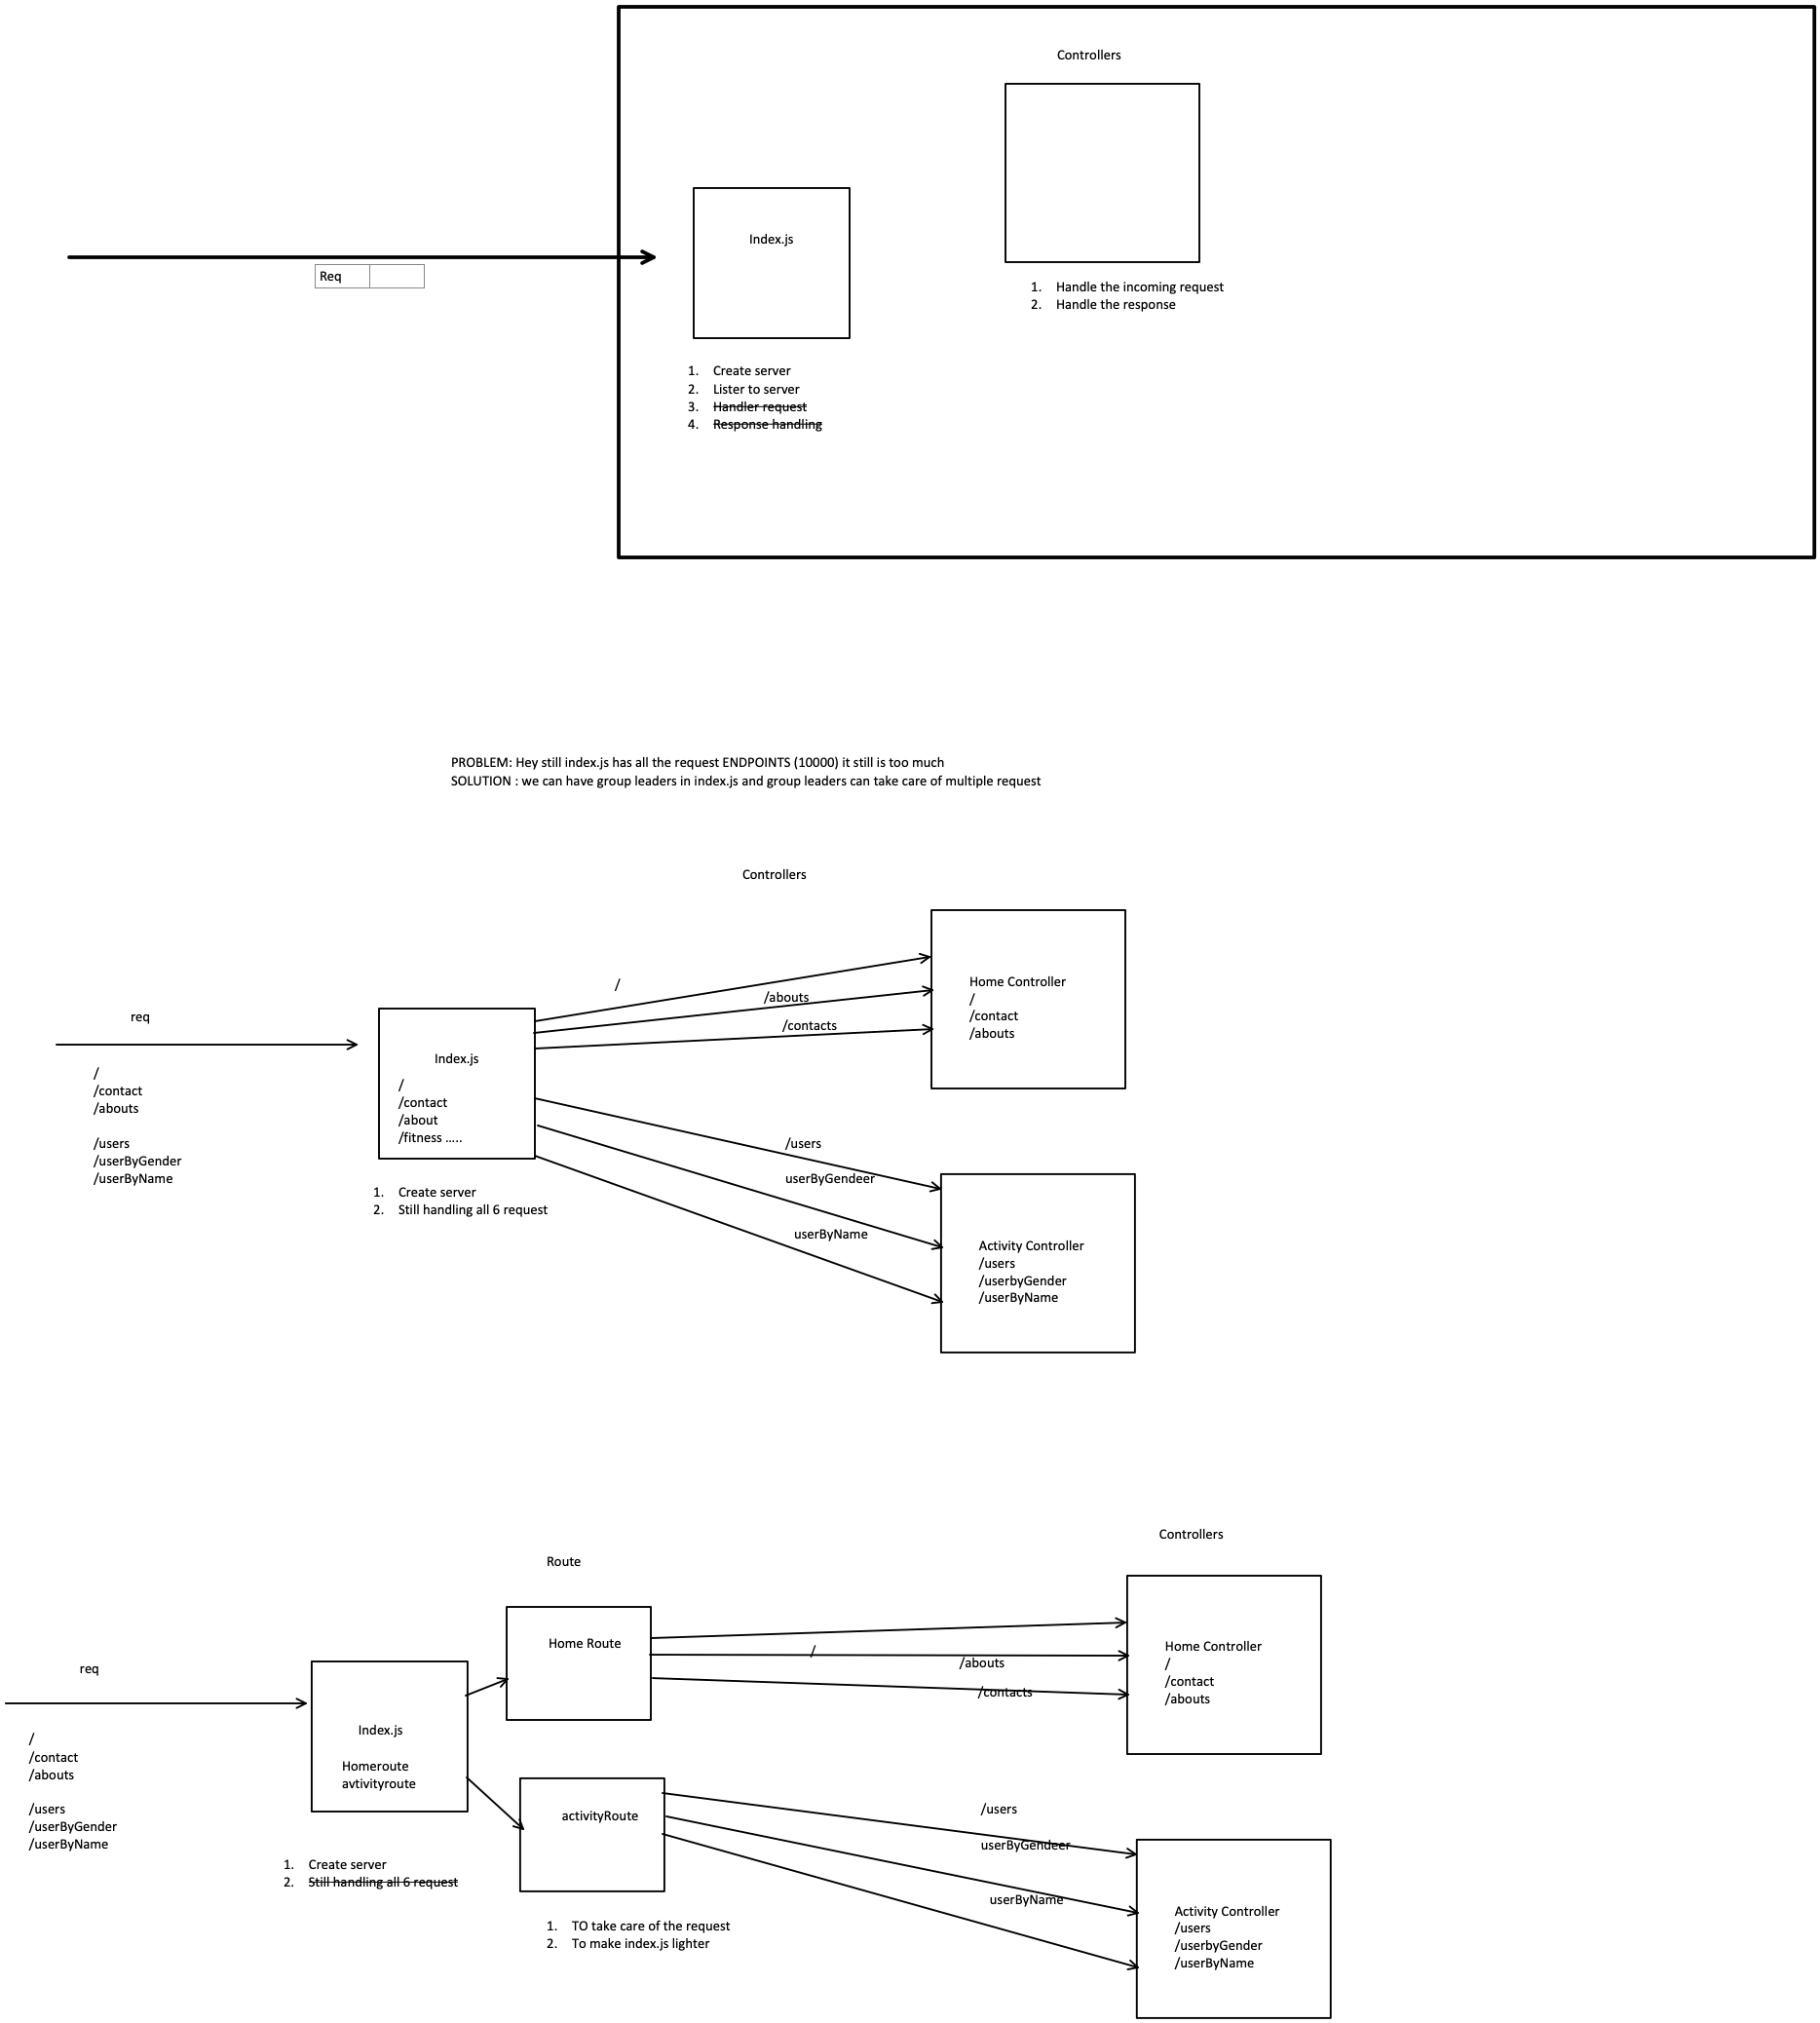 Controllers
Index.js
Req
1. Handle the incoming request
2. Handle the response
1. Create server
2. Lister to server
3. Handler request
4. Response handling
PROBLEM: Hey still index.js has all the request ENDPOINTS (10000) it still is too much
SOLUTION : we can have group leaders in index.js and group leaders can take care of multiple request
Controllers
req
/
/contact
/abouts
/users
/userByGender
/userByName
Index.js
/
/contact
/about
/fitness .....
1. Create server
2. Still handling all 6 request
/
/abouts
/contacts
Home Controller
/
/contact
/abouts
/users
userByGendeer
userByName
Activity Controller
/users
/userbyGender
/userByName
Controllers
Route
req
/
/contact
/abouts
/users
/userByGender
/userByName
Index.js
Homeroute
avtivityroute
1. Create server
2. Still handling all 6 request
Home Route
activityRoute
1. TO take care of the request
2. To make index.js lighter
/
/abouts
/contacts
Home Controller
/
/contact
/abouts
/users
userByGendeer
userByName
Activity Controller
/users
/userbyGender
/userByName